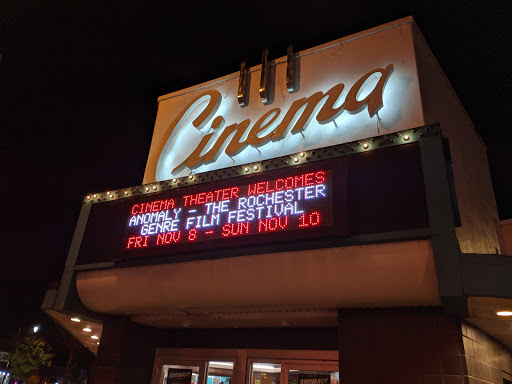 Cinema
CINEMA THEATER WELCOMES
ANOMALY - THE ROCHESTER
GENRE FILM FESTIVAL
FRI NOV 8 - SUN NOV 10